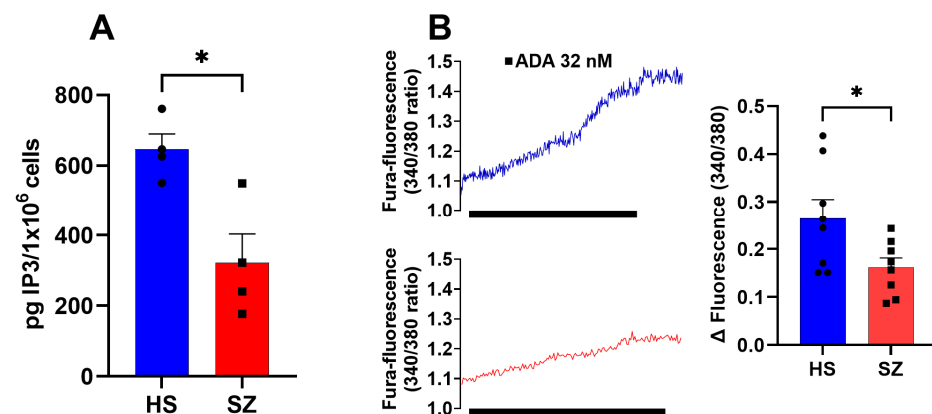 A
*
pg IP3/1x10⁶ cells
800
600
400
200
0
HS SZ
B
Fura-fluorescence
(340/380 ratio)
1.5
1.4
1.3
1.2
1.1
1.0
ADA 32 nM
Fura-fluorescence
(340/380 ratio)
1.5
1.4
1.3
1.2
1.1
1.0
*
Δ Fluorescence (340/380)
0.5
0.4
0.3
0.2
0.1
0.0
HS SZ